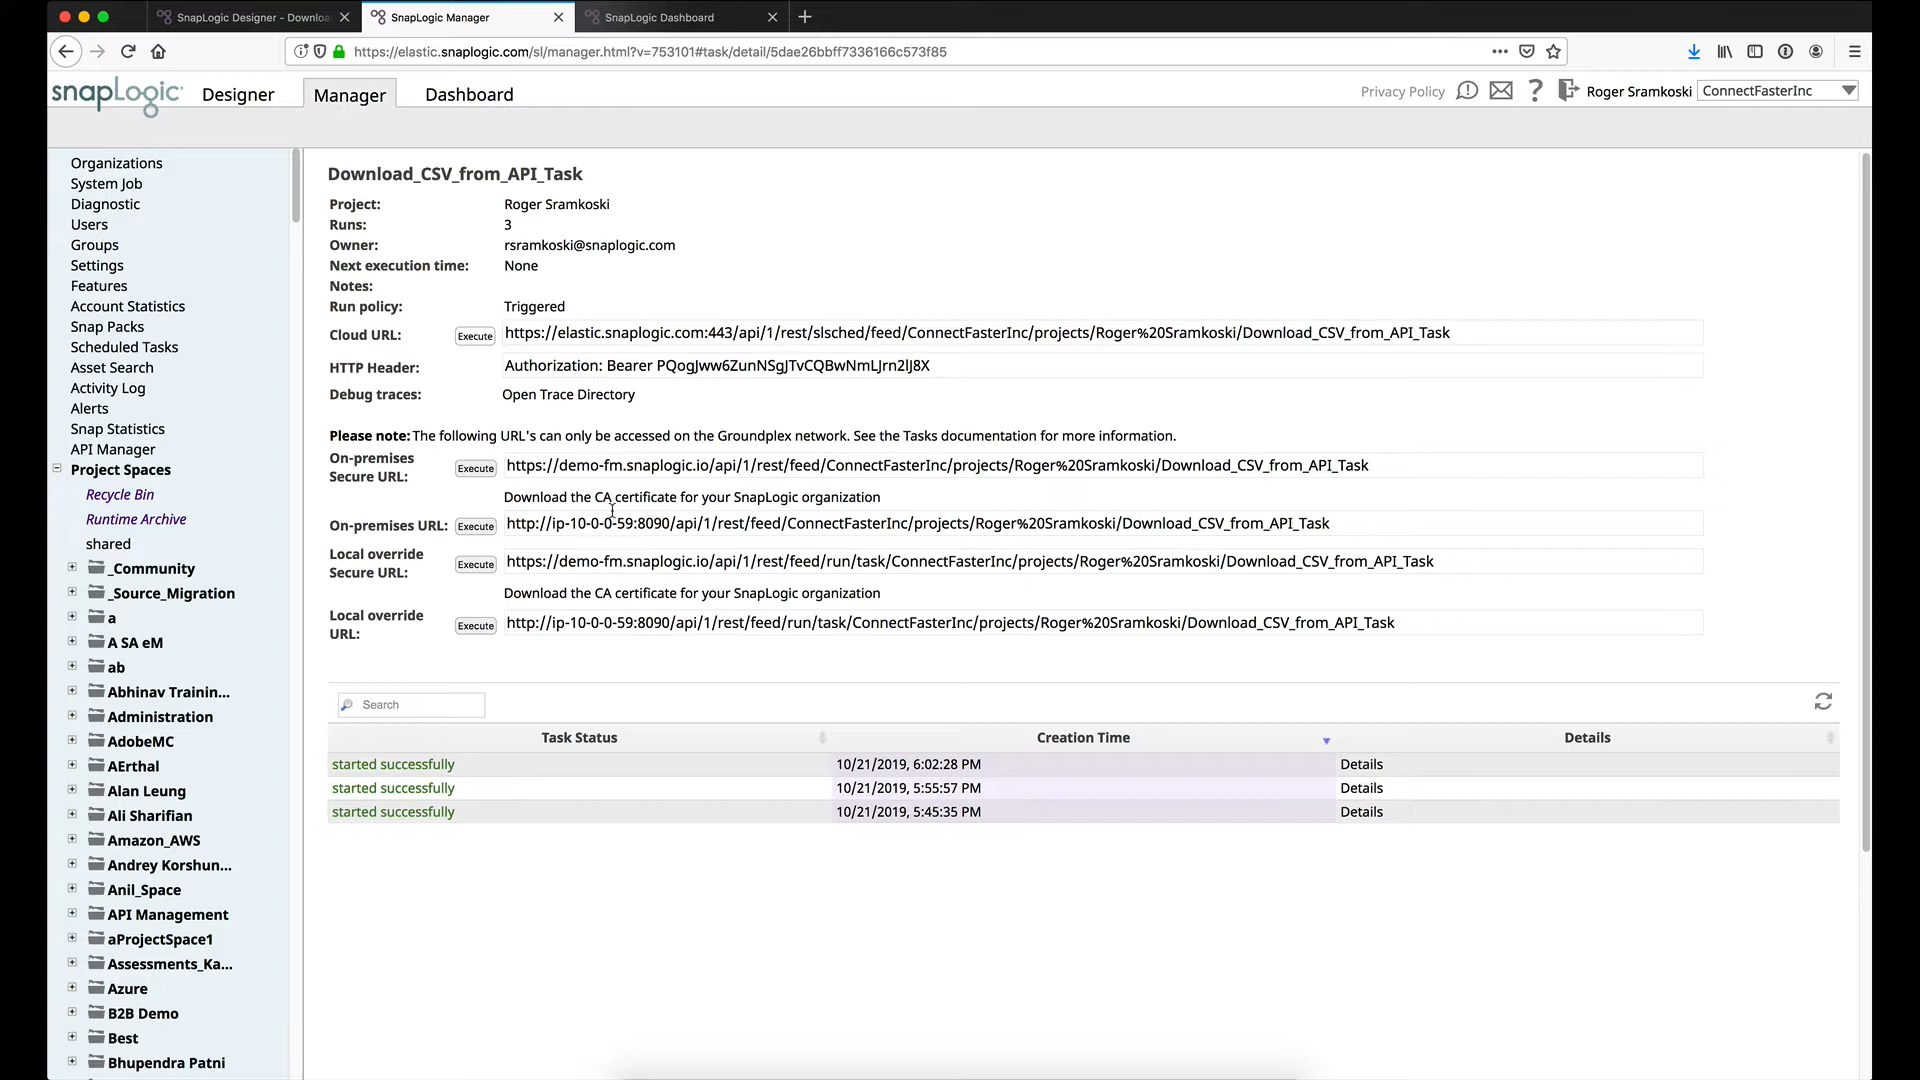 SnapLogic Designer - Downloa
SnapLogic Manager
SnapLogic Dashboard
https://elastic.snaplogic.com/sl/manager.html?v=753101#task/detail/5dae26bbff7336166c573f85
snapLogic
Designer
Manager
Dashboard
Privacy Policy
Roger Sramkoski
ConnectFasterInc
Organizations
System Job
Diagnostic
Users
Groups
Settings
Features
Account Statistics
Snap Packs
Scheduled Tasks
Asset Search
Activity Log
Alerts
Snap Statistics
API Manager
Project Spaces
Recycle Bin
Runtime Archive
shared
_Community
_Source_Migration
a
A SA eM
ab
Abhinav Trainin...
Administration
AdobeMC
AErthal
Alan Leung
Ali Sharifian
Amazon_AWS
Andrey Korshun...
Anil_Space
API Management
aProjectSpace1
Assessments_Ka...
Azure
B2B Demo
Best
Bhupendra Patni
Download_CSV_from_API_Task
Project: Roger Sramkoski
Runs: 3
Owner: rsramkoski@snaplogic.com
Next execution time: None
Notes:
Run policy: Triggered
Cloud URL: Execute https://elastic.snaplogic.com:443/api/1/rest/slsched/feed/ConnectFasterInc/projects/Roger%20Sramkoski/Download_CSV_from_API_Task
HTTP Header: Authorization: Bearer PQogJww6ZunNSgJTvCQBwNmLJrn2lJ8X
Debug traces: Open Trace Directory
Please note: The following URL's can only be accessed on the Groundplex network. See the Tasks documentation for more information.
On-premises
Secure URL: Execute https://demo-fm.snaplogic.io/api/1/rest/feed/ConnectFasterInc/projects/Roger%20Sramkoski/Download_CSV_from_API_Task
Download the CA certificate for your SnapLogic organization
On-premises URL: Execute http://ip-10-0-0-59:8090/api/1/rest/feed/ConnectFasterInc/projects/Roger%20Sramkoski/Download_CSV_from_API_Task
Local override
Secure URL: Execute https://demo-fm.snaplogic.io/api/1/rest/feed/run/task/ConnectFasterInc/projects/Roger%20Sramkoski/Download_CSV_from_API_Task
Download the CA certificate for your SnapLogic organization
Local override
URL: Execute http://ip-10-0-0-59:8090/api/1/rest/feed/run/task/ConnectFasterInc/projects/Roger%20Sramkoski/Download_CSV_from_API_Task
Search
Task Status Creation Time Details
started successfully 10/21/2019, 6:02:28 PM Details
started successfully 10/21/2019, 5:55:57 PM Details
started successfully 10/21/2019, 5:45:35 PM Details